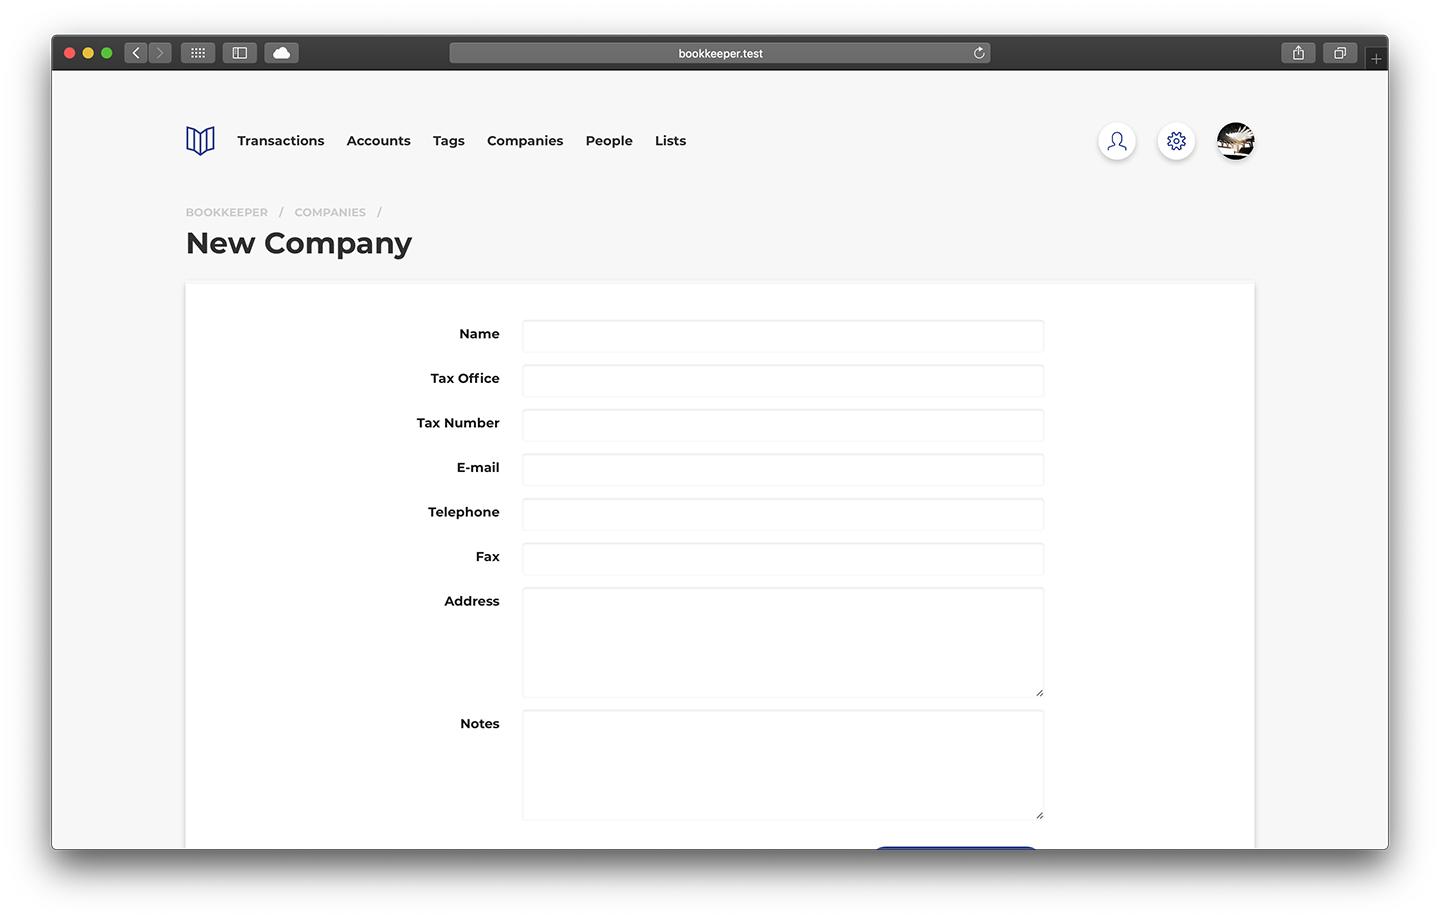 bookkeeper.test
Transactions Accounts Tags Companies People Lists
BOOKKEEPER / COMPANIES /
New Company
Name
Tax Office
Tax Number
E-mail
Telephone
Fax
Address
Notes